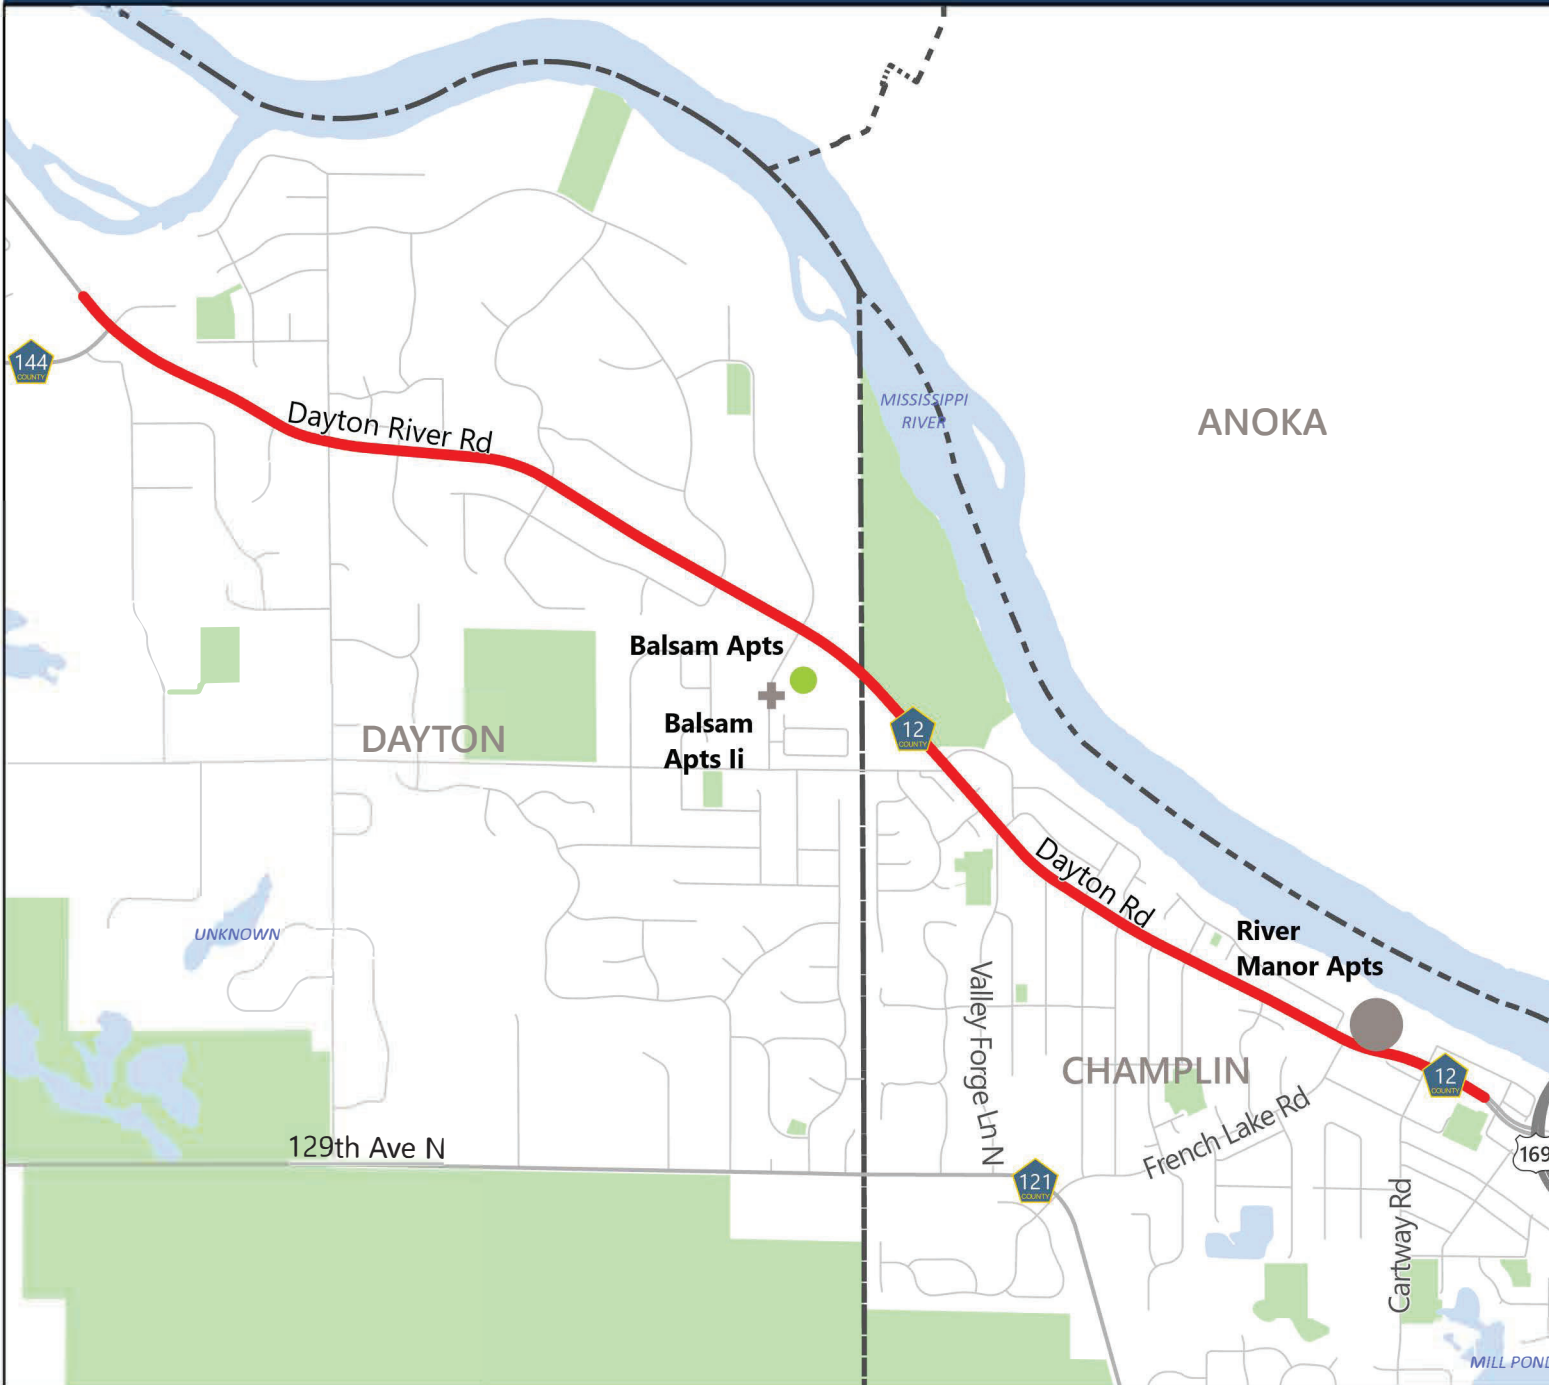 MISSISSIPPI
RIVER
ANOKA
144
COUNTY
Dayton River Rd
Balsam Apts
Balsam
Apts Ii
DAYTON
12
COUNTY
Dayton Rd
UNKNOWN
River
Manor Apts
Valley Forge Ln N
CHAMPLIN
12
COUNTY
French Lake Rd
129th Ave N
169
121
COUNTY
Cartway Rd
MILL POND